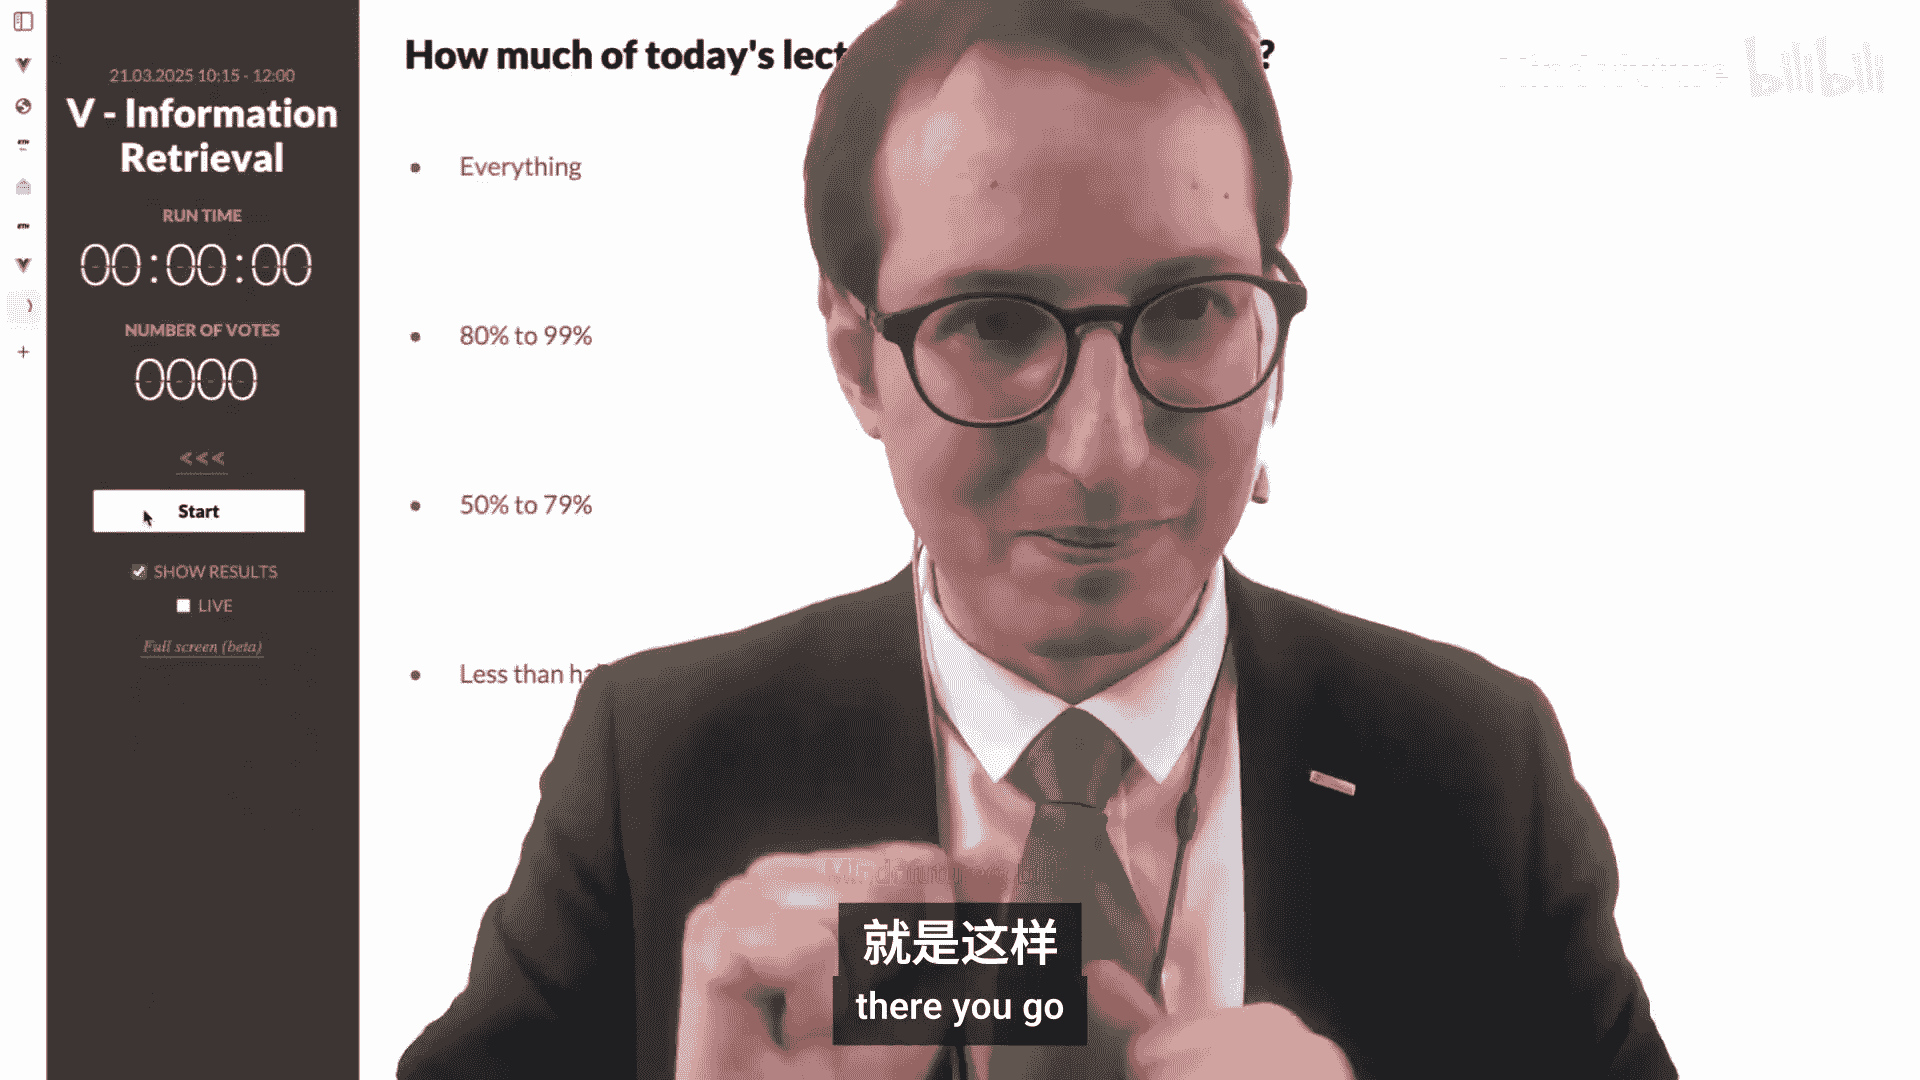 21.03.2025 10:15 - 12:00
V - Information
Retrieval
RUN TIME
00:00:00
NUMBER OF VOTES
0000
<<<
Start
SHOW RESULTS
LIVE
Full screen (beta)
How much of today's lect ?
Everything
80% to 99%
50% to 79%
Less than ha
bilibili
就是这样
there you go